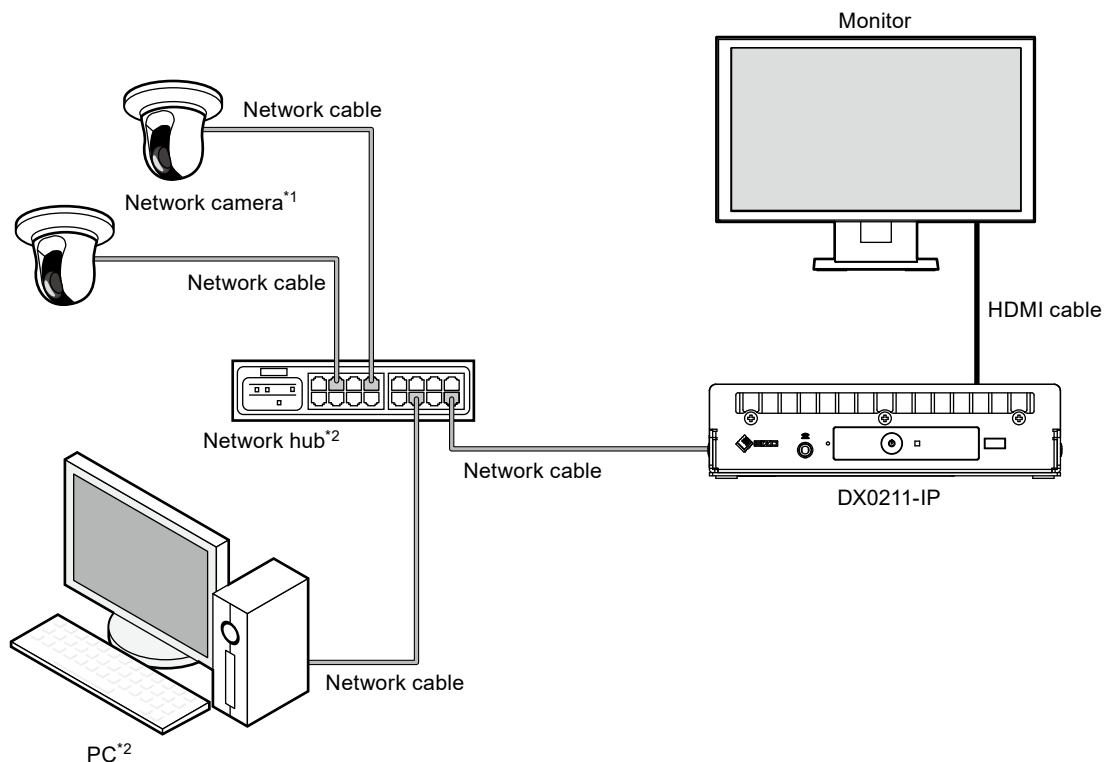 Monitor
Network cable
Network camera*1
Network cable
HDMI cable
Network hub*2
Network cable
DX0211-IP
Network cable
PC*2